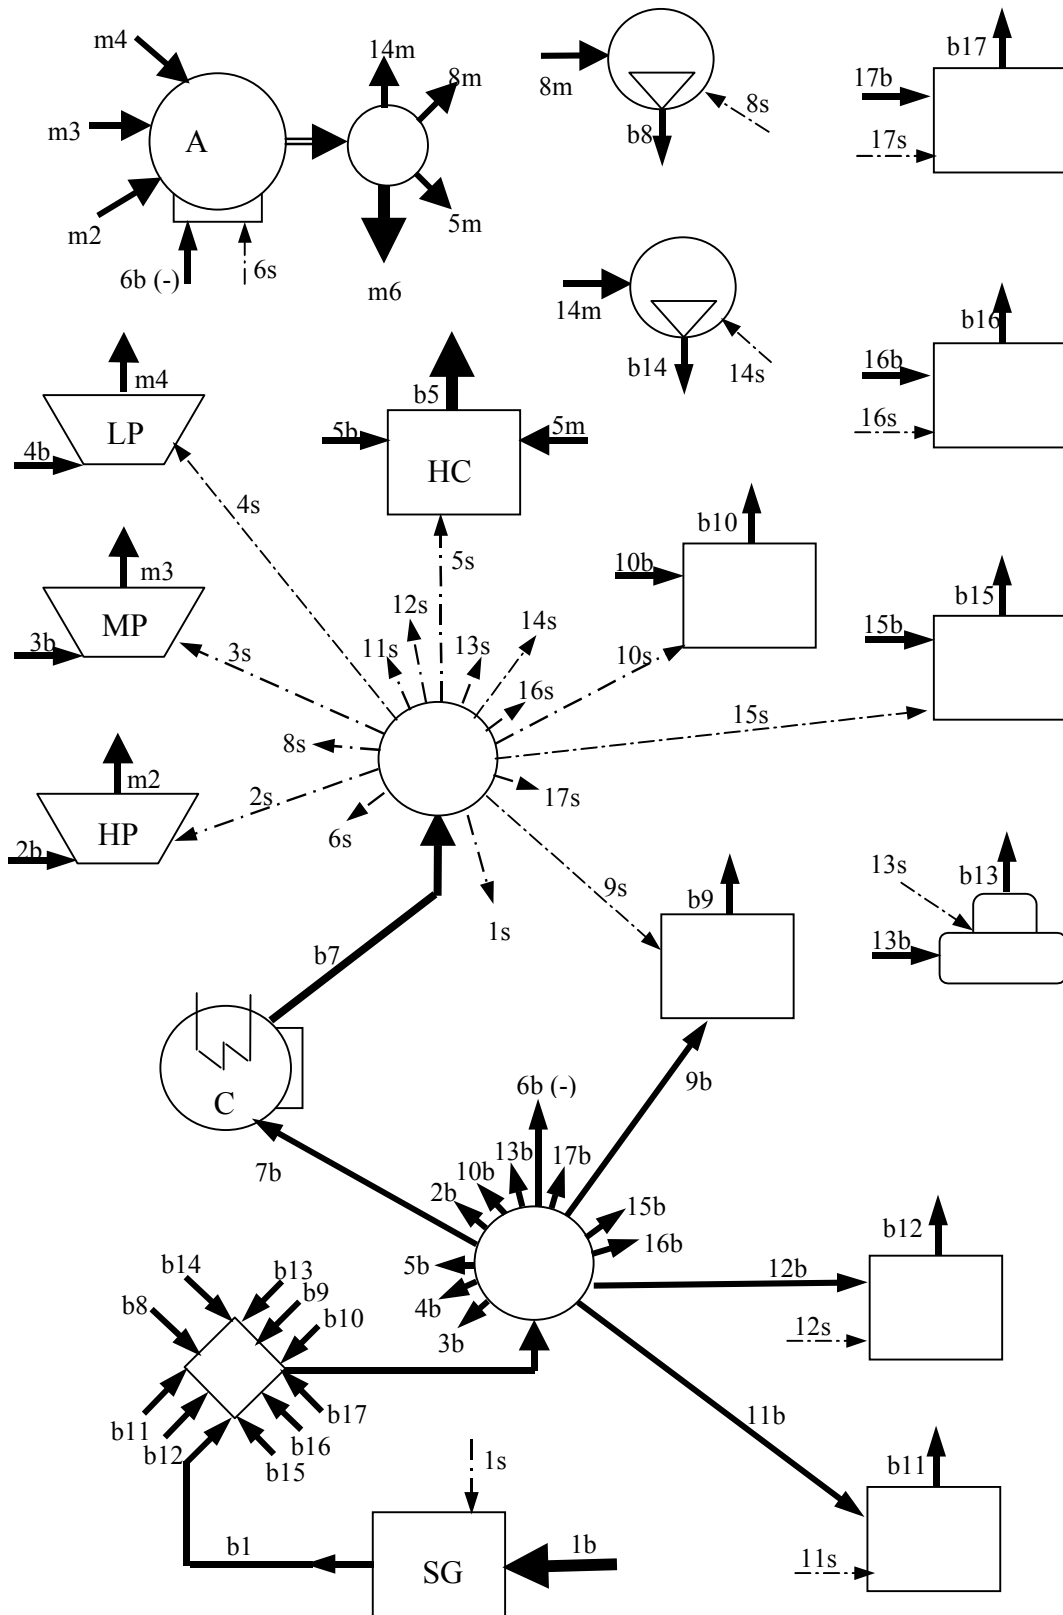 m4
14m
8m
m3
A
m2
5m
6b (-)
6s
m6
8m
8s
b8
b17
17b
17s
14m
b14
14s
b16
16b
16s
m4
LP
4b
4s
b5
5b
5m
HC
5s
m3
MP
3b
3s
12s
11s
13s
14s
16s
10s
b10
10b
b15
15b
15s
8s
m2
HP
2b
2s
6s
17s
1s
9s
b9
13s
b13
13b
b7
C
7b
9b
6b (-)
13b
17b
10b
2b
15b
16b
5b
4b
3b
12b
b12
12s
b14
b13
b9
b8
b10
b11
b12
b17
b16
b15
11b
b11
11s
1s
b1
SG
1b